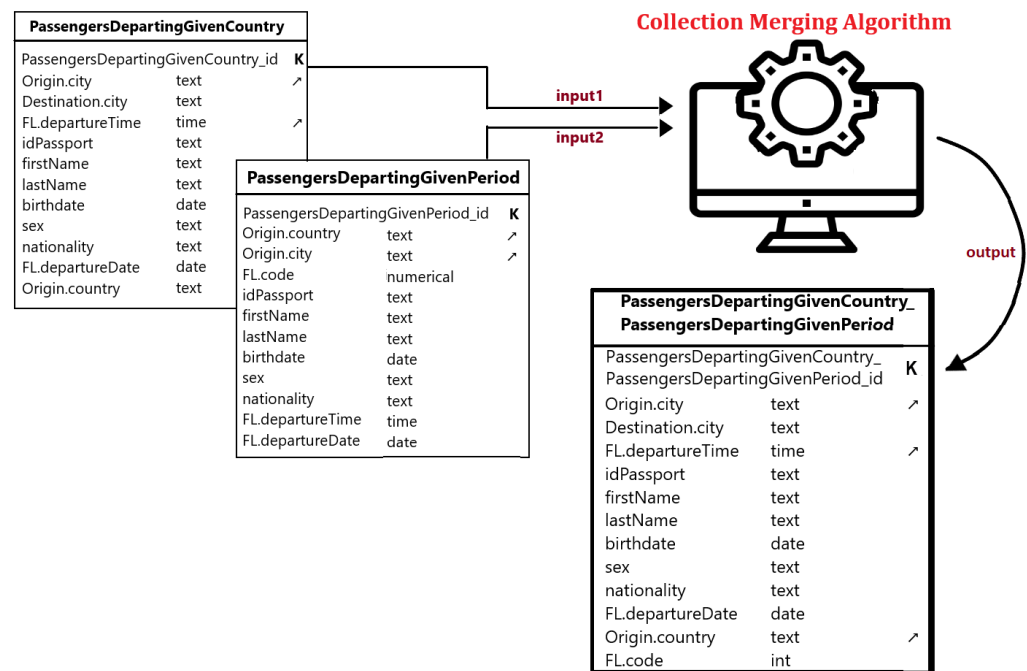 Collection Merging Algorithm
PassengersDepartingGivenCountry
PassengersDepartingGivenCountry_id K
Origin.city text ↗
Destination.city text
FL.departureTime time ↗
idPassport text
firstName text
lastName text
birthdate date
sex text
nationality text
FL.departureDate date
Origin.country text
input1
input2
PassengersDepartingGivenPeriod
PassengersDepartingGivenPeriod_id K
Origin.country text ↗
Origin.city text ↗
FL.code numerical
idPassport text
firstName text
lastName text
birthdate date
sex text
nationality text
FL.departureTime time
FL.departureDate date
output
PassengersDepartingGivenCountry_
PassengersDepartingGivenPeriod
PassengersDepartingGivenCountry_
PassengersDepartingGivenPeriod_id K
Origin.city text ↗
Destination.city text
FL.departureTime time ↗
idPassport text
firstName text
lastName text
birthdate date
sex text
nationality text
FL.departureDate date
Origin.country text ↗
FL.code int